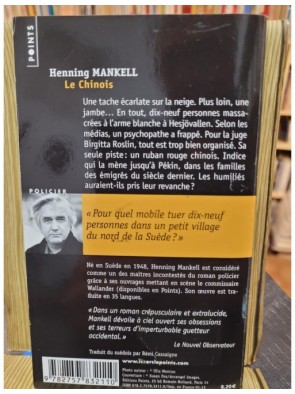 POINTS
Henning MANKELL
Le Chinois
Une tache écarlate sur la neige. Plus loin, une
jambe... En tout, dix-neuf personnes massa-
crées à l'arme blanche à Hesjövallen. Selon les
médias, un psychopathe a frappé. Pour la juge
Birgitta Roslin, tout est trop bien organisé. Sa
seule piste : un ruban rouge chinois. Indice
qui la mène jusqu'à Pékin, dans les familles
des émigrés du siècle dernier. Les humiliés
auraient-ils pris leur revanche ?
POLICIER
« Pour quel mobile tuer dix-neuf
personnes dans un petit village
du nord de la Suède ? »
Né en Suède en 1948, Henning Mankell est considéré
comme un des maîtres incontestés du roman policier
grâce à ses ouvrages mettant en scène le commissaire
Wallander (disponibles en Points). Son œuvre est tra-
duite en 35 langues.
« Dans un roman crépusculaire et extralucide,
Mankell dévoile à ciel ouvert ses obsessions
et ses terreurs d'imperturbable guetteur
occidental. »
Le Nouvel Observateur
Traduit du suédois par Rémi Cassaigne
www.lecerclepoints.com
9 782757 832110
8,20€